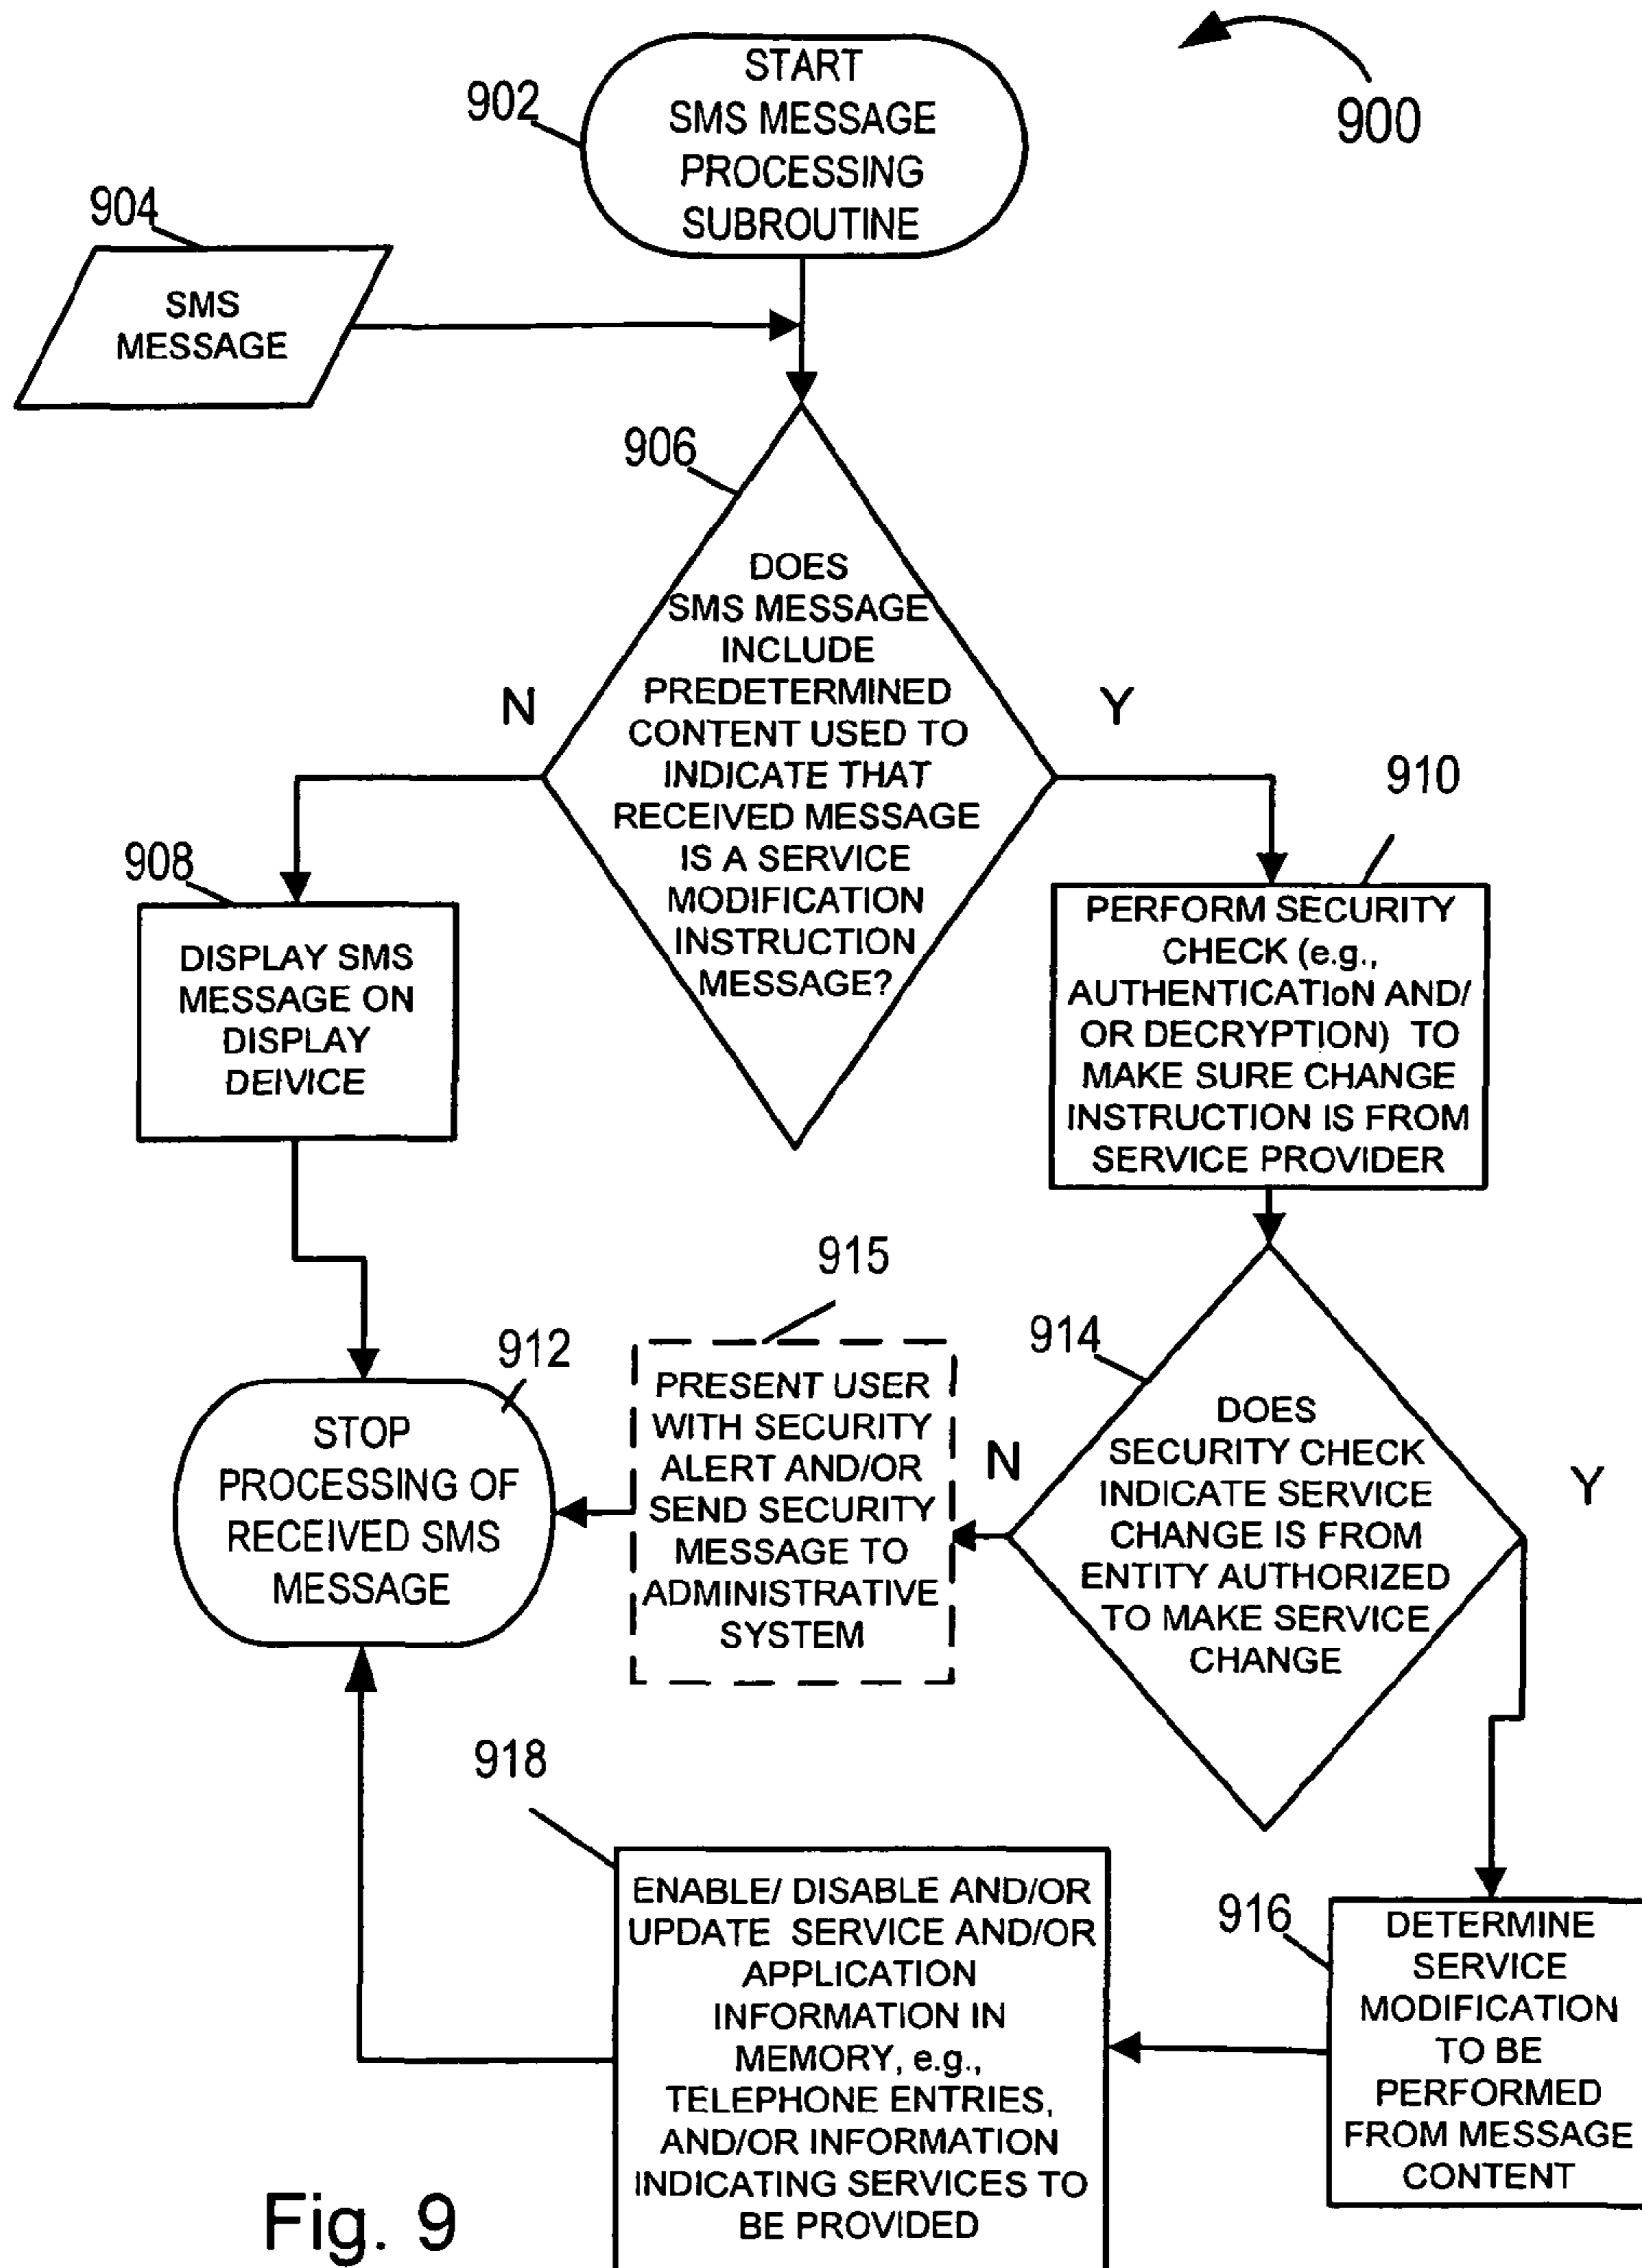 START
SMS MESSAGE
PROCESSING
SUBROUTINE
902
900
904
SMS
MESSAGE
906
DOES
SMS MESSAGE
INCLUDE
PREDETERMINED
CONTENT USED TO
INDICATE THAT
RECEIVED MESSAGE
IS A SERVICE
MODIFICATION
INSTRUCTION
MESSAGE?
N
Y
908
DISPLAY SMS
MESSAGE ON
DISPLAY
DEIVICE
910
PERFORM SECURITY
CHECK (e.g.,
AUTHENTICATIoN AND/
OR DECRYPTION) TO
MAKE SURE CHANGE
INSTRUCTION IS FROM
SERVICE PROVIDER
912
STOP
PROCESSING OF
RECEIVED SMS
MESSAGE
915
PRESENT USER
WITH SECURITY
ALERT AND/OR
SEND SECURITY
MESSAGE TO
ADMINISTRATIVE
SYSTEM
914
N
DOES
SECURITY CHECK
INDICATE SERVICE
CHANGE IS FROM
ENTITY AUTHORIZED
TO MAKE SERVICE
CHANGE
Y
918
ENABLE/ DISABLE AND/OR
UPDATE SERVICE AND/OR
APPLICATION
INFORMATION IN
MEMORY, e.g.,
TELEPHONE ENTRIES,
AND/OR INFORMATION
INDICATING SERVICES TO
BE PROVIDED
916
DETERMINE
SERVICE
MODIFICATION
TO BE
PERFORMED
FROM MESSAGE
CONTENT
Fig. 9